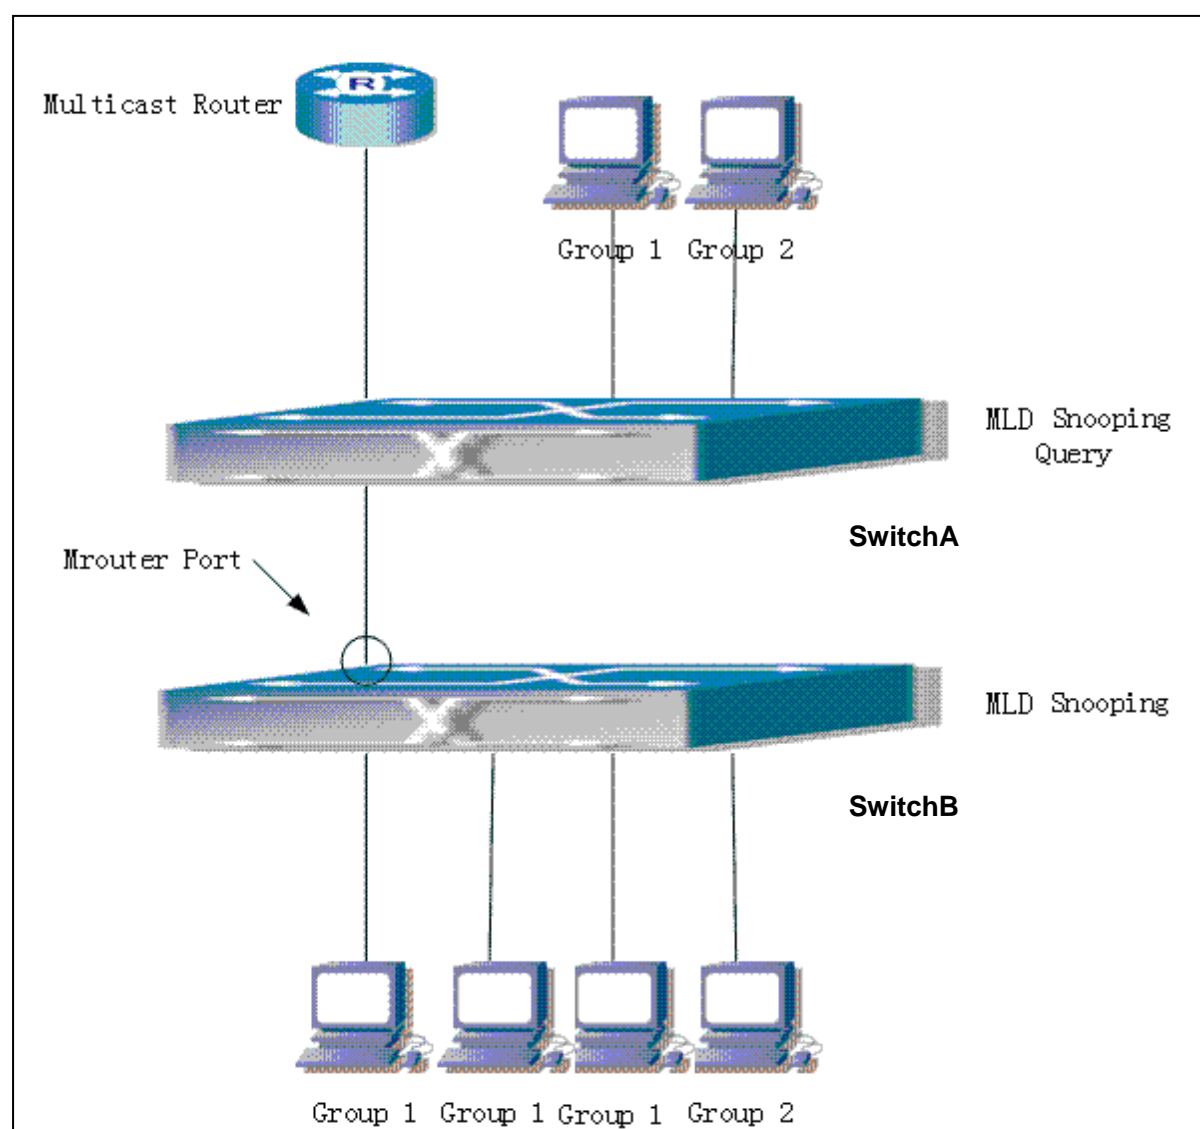 R
Multicast Router
Group 1 Group 2
MLD Snooping
Query
SwitchA
Mrouter Port
MLD Snooping
SwitchB
Group 1 Group 1 Group 1 Group 2